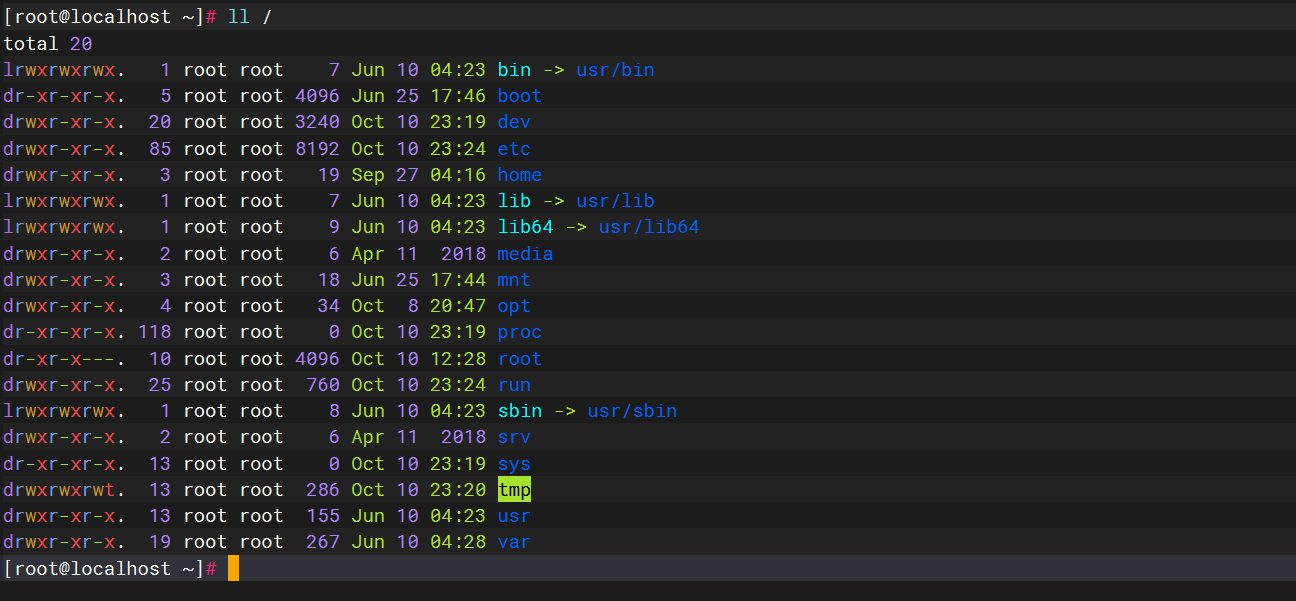 [root@localhost ~]# ll /
total 20
lrwxrwxrwx.   1 root root    7 Jun 10 04:23 bin -> usr/bin
dr-xr-xr-x.   5 root root 4096 Jun 25 17:46 boot
drwxr-xr-x.  20 root root 3240 Oct 10 23:19 dev
drwxr-xr-x.  85 root root 8192 Oct 10 23:24 etc
drwxr-xr-x.   3 root root   19 Sep 27 04:16 home
lrwxrwxrwx.   1 root root    7 Jun 10 04:23 lib -> usr/lib
lrwxrwxrwx.   1 root root    9 Jun 10 04:23 lib64 -> usr/lib64
drwxr-xr-x.   2 root root    6 Apr 11  2018 media
drwxr-xr-x.   3 root root   18 Jun 25 17:44 mnt
drwxr-xr-x.   4 root root   34 Oct  8 20:47 opt
dr-xr-xr-x. 118 root root    0 Oct 10 23:19 proc
dr-xr-x---.  10 root root 4096 Oct 10 12:28 root
drwxr-xr-x.  25 root root  760 Oct 10 23:24 run
lrwxrwxrwx.   1 root root    8 Jun 10 04:23 sbin -> usr/sbin
drwxr-xr-x.   2 root root    6 Apr 11  2018 srv
dr-xr-xr-x.  13 root root    0 Oct 10 23:19 sys
drwxrwxrwt.  13 root root  286 Oct 10 23:20 tmp
drwxr-xr-x.  13 root root  155 Jun 10 04:23 usr
drwxr-xr-x.  19 root root  267 Jun 10 04:28 var
[root@localhost ~]#